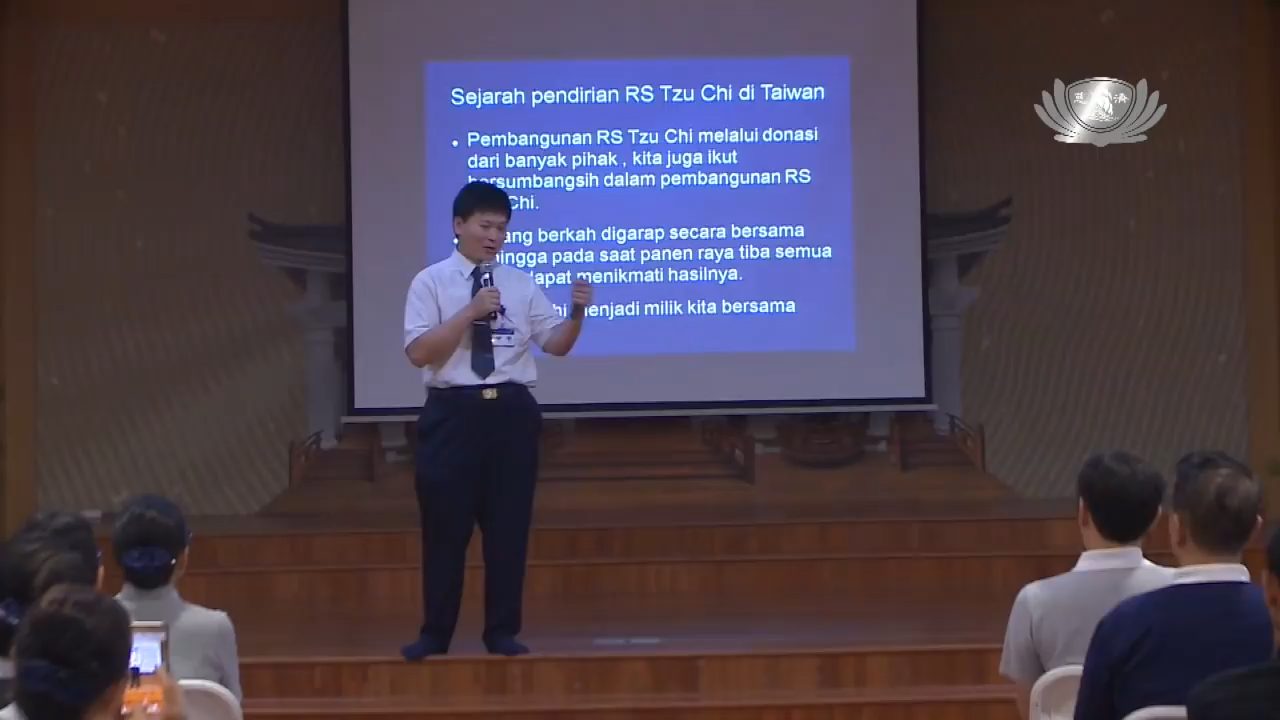 Sejarah pendirian RS Tzu Chi di Taiwan
• Pembangunan RS Tzu Chi melalui donasi
dari banyak pihak , kita juga ikut
bersumbangsih dalam pembangunan RS
Chi.
berkah digarap secara bersama
pada saat panen raya tiba semua
menikmati hasilnya.
menjadi milik kita bersama
慈 濟